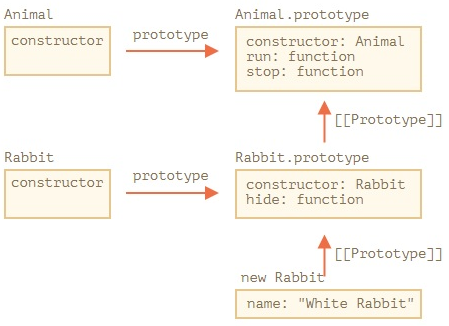 Animal
constructor
prototype
Animal.prototype
constructor: Animal
run: function
stop: function
[[Prototype]]
Rabbit
constructor
prototype
Rabbit.prototype
constructor: Rabbit
hide: function
[[Prototype]]
new Rabbit
name: "White Rabbit"